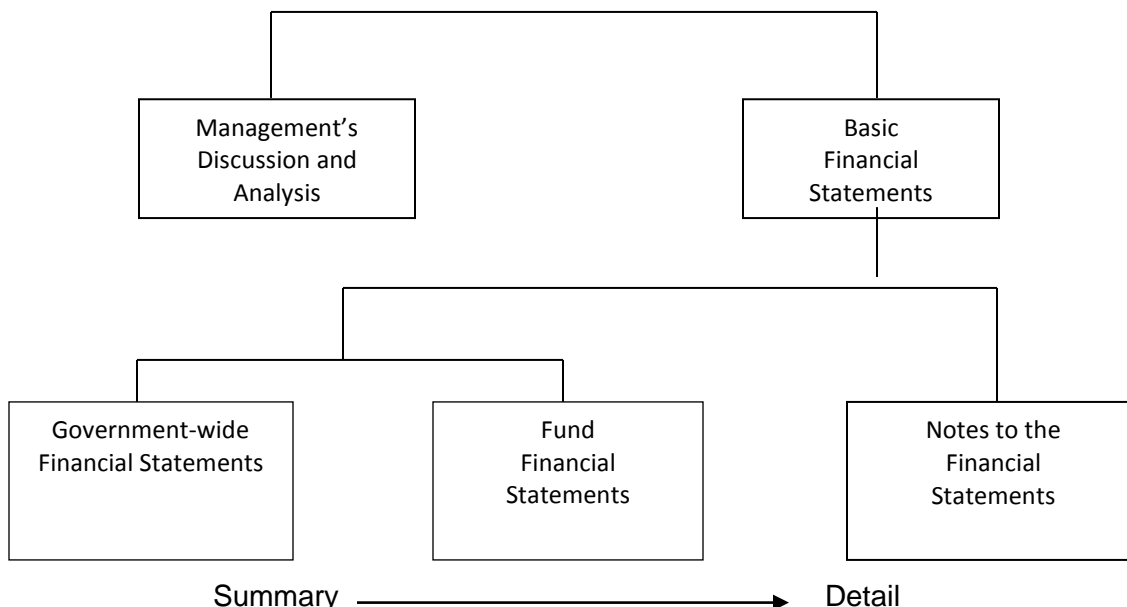 Management’s
Discussion and
Analysis
Basic
Financial
Statements
Government-wide
Financial Statements
Fund
Financial
Statements
Notes to the
Financial
Statements
Summary
Detail